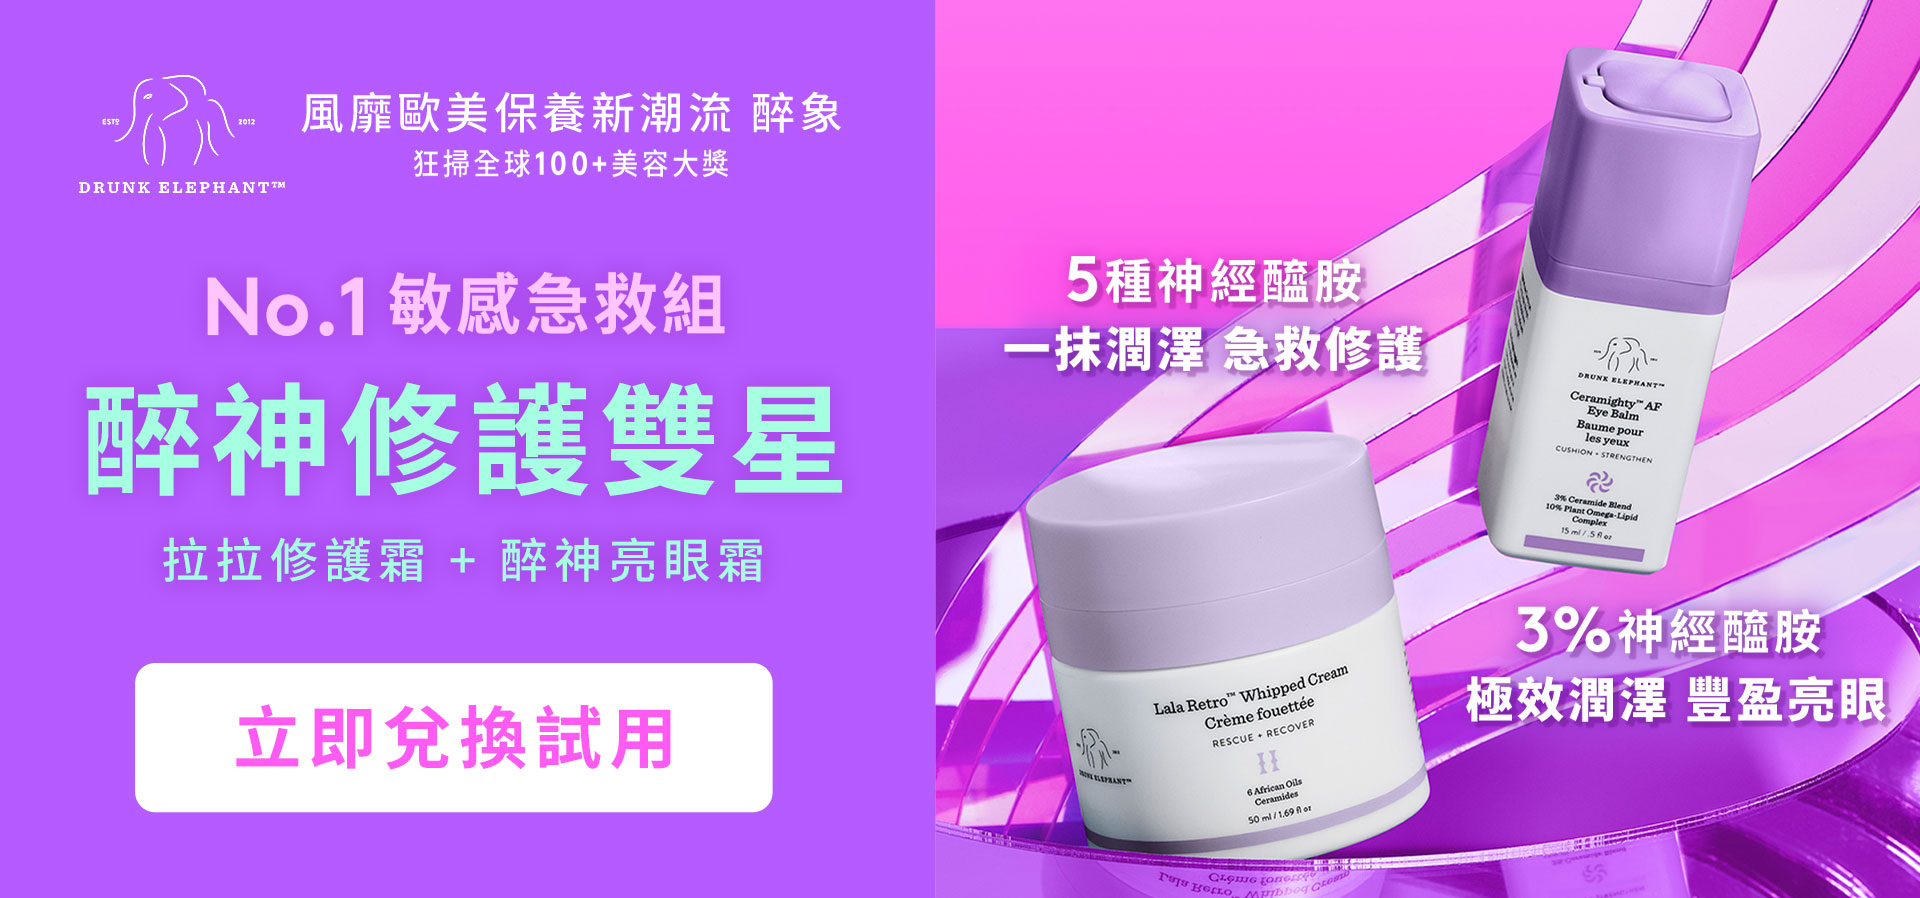 ESTD 2012
DRUNK ELEPHANT™
風靡歐美保養新潮流 醉象
狂掃全球100+美容大獎
No.1 敏感急救組
醉神修護雙星
拉拉修護霜 + 醉神亮眼霜
立即兌換試用
5種神經醯胺
一抹潤澤 急救修護
DRUNK ELEPHANT™
Ceramighty™ AF
Eye Balm
Baume pour
les yeux
CUSHION + STRENGTHEN
3% Ceramide Blend
10% Plant Omega-Lipid
Complex
15 ml / .5 fl oz
3%神經醯胺
極效潤澤 豐盈亮眼
Lala Retro™ Whipped Cream
Crème fouettée
RESCUE + RECOVER
DRUNK ELEPHANT™
6 African Oils
Ceramides
50 ml / 1.69 fl oz